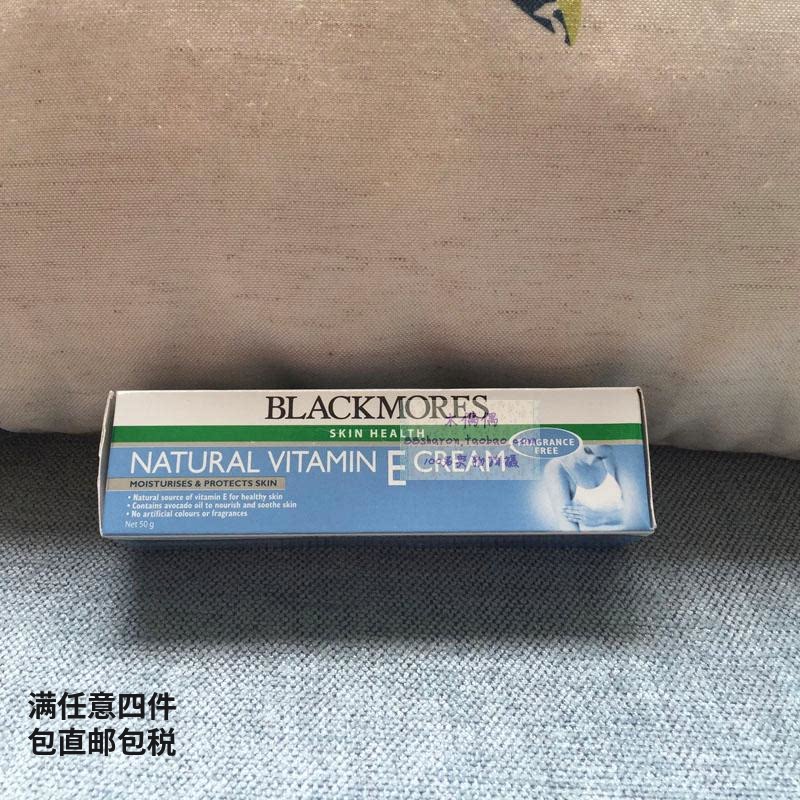 BLACKMORES
SKIN HEALTH
NATURAL VITAMIN E CREAM
FRAGRANCE
FREE
MOISTURISES & PROTECTS SKIN
• Natural source of vitamin E for healthy skin
• Contains avocado oil to nourish and soothe skin
• No artificial colours or fragrances
Net 50 g
满任意四件
包直邮包税